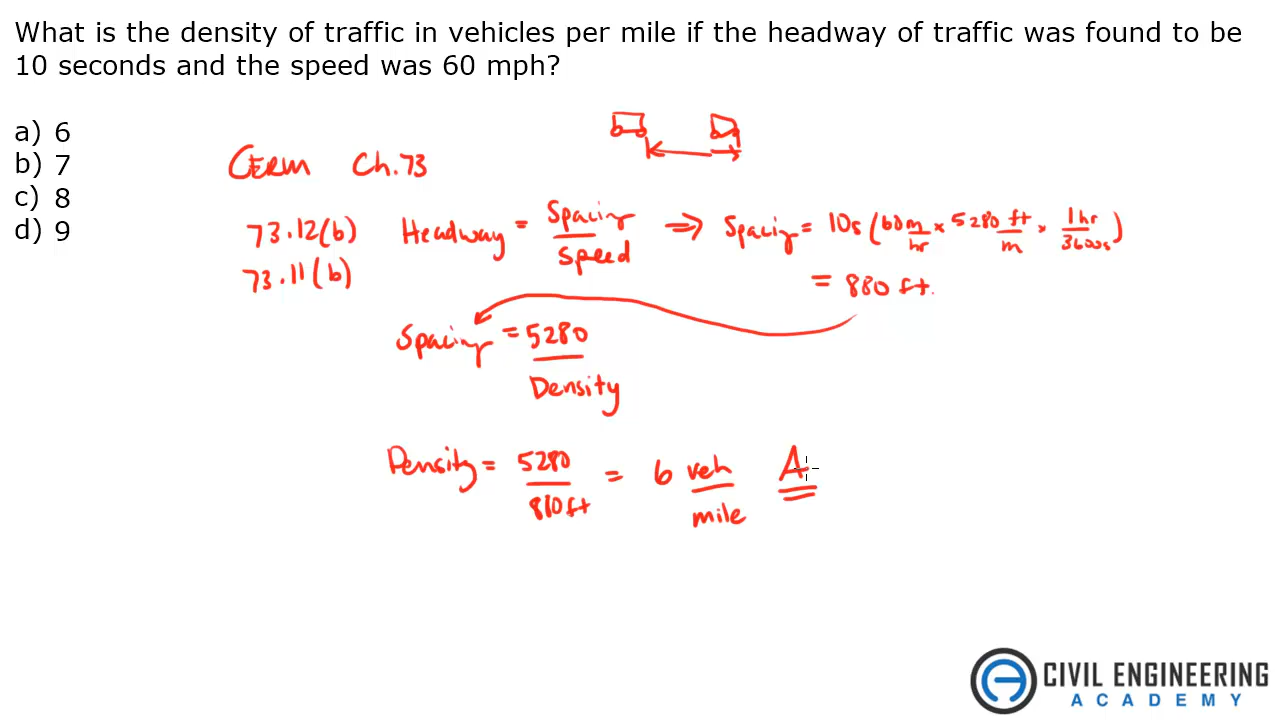 What is the density of traffic in vehicles per mile if the headway of traffic was found to be
10 seconds and the speed was 60 mph?
a) 6
b) 7
c) 8
d) 9
CERM Ch. 73
73.12(b) Headway = Spacing / Speed ⇒ Spacing = 10s (60 m/hr × 5280 ft/m × 1 hr/3600s)
73.11(b)
= 880 ft.
Spacing = 5280 / Density
Density = 5280 / 880 ft = 6 veh / mile A
CIVIL ENGINEERING
ACADEMY